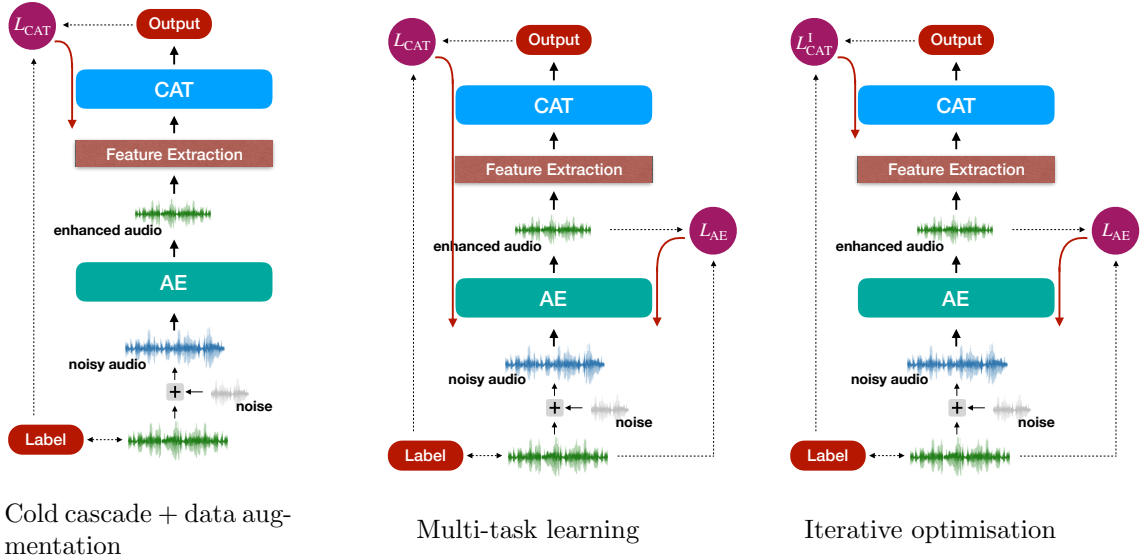 L_CAT
Output
CAT
Feature Extraction
enhanced audio
AE
noisy audio
+
noise
Label
Cold cascade + data aug-
mentation
L_CAT
Output
CAT
Feature Extraction
enhanced audio
L_AE
AE
noisy audio
+
noise
Label
Multi-task learning
L^I_CAT
Output
CAT
Feature Extraction
enhanced audio
L_AE
AE
noisy audio
+
noise
Label
Iterative optimisation